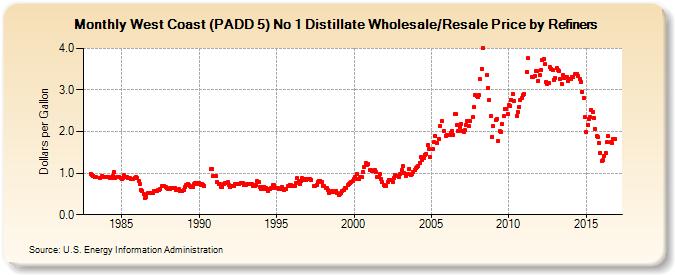 Monthly West Coast (PADD 5) No 1 Distillate Wholesale/Resale Price by Refiners
Dollars per Gallon
4.0
3.0
2.0
1.0
0.0
1985 1990 1995 2000 2005 2010 2015
Source: U.S. Energy Information Administration